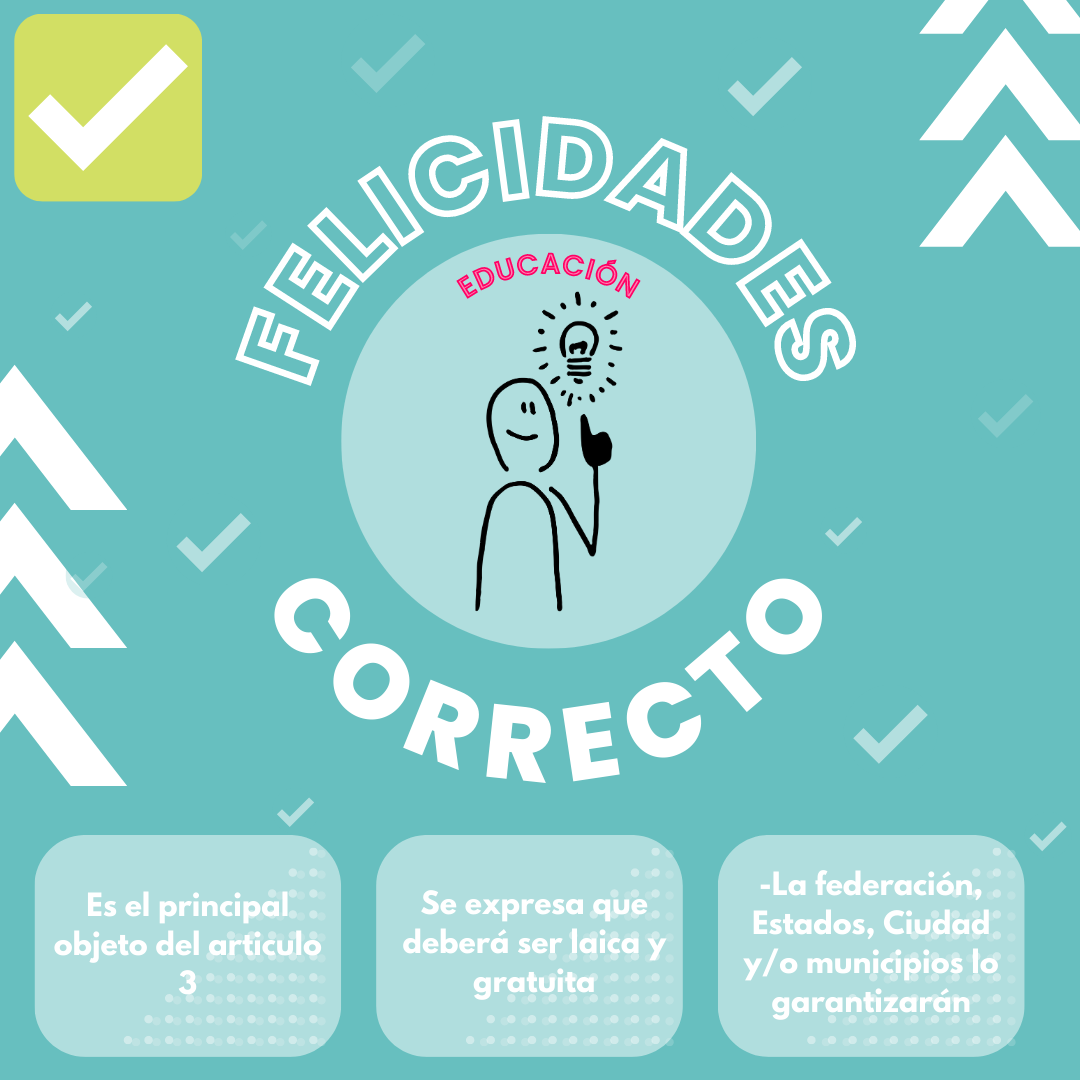 FELICIDADES
EDUCACIÓN
CORRECTO
Es el principal
objeto del articulo
3
Se expresa que
deberá ser laica y
gratuita
-La federación,
Estados, Ciudad
y/o municipios lo
garantizarán